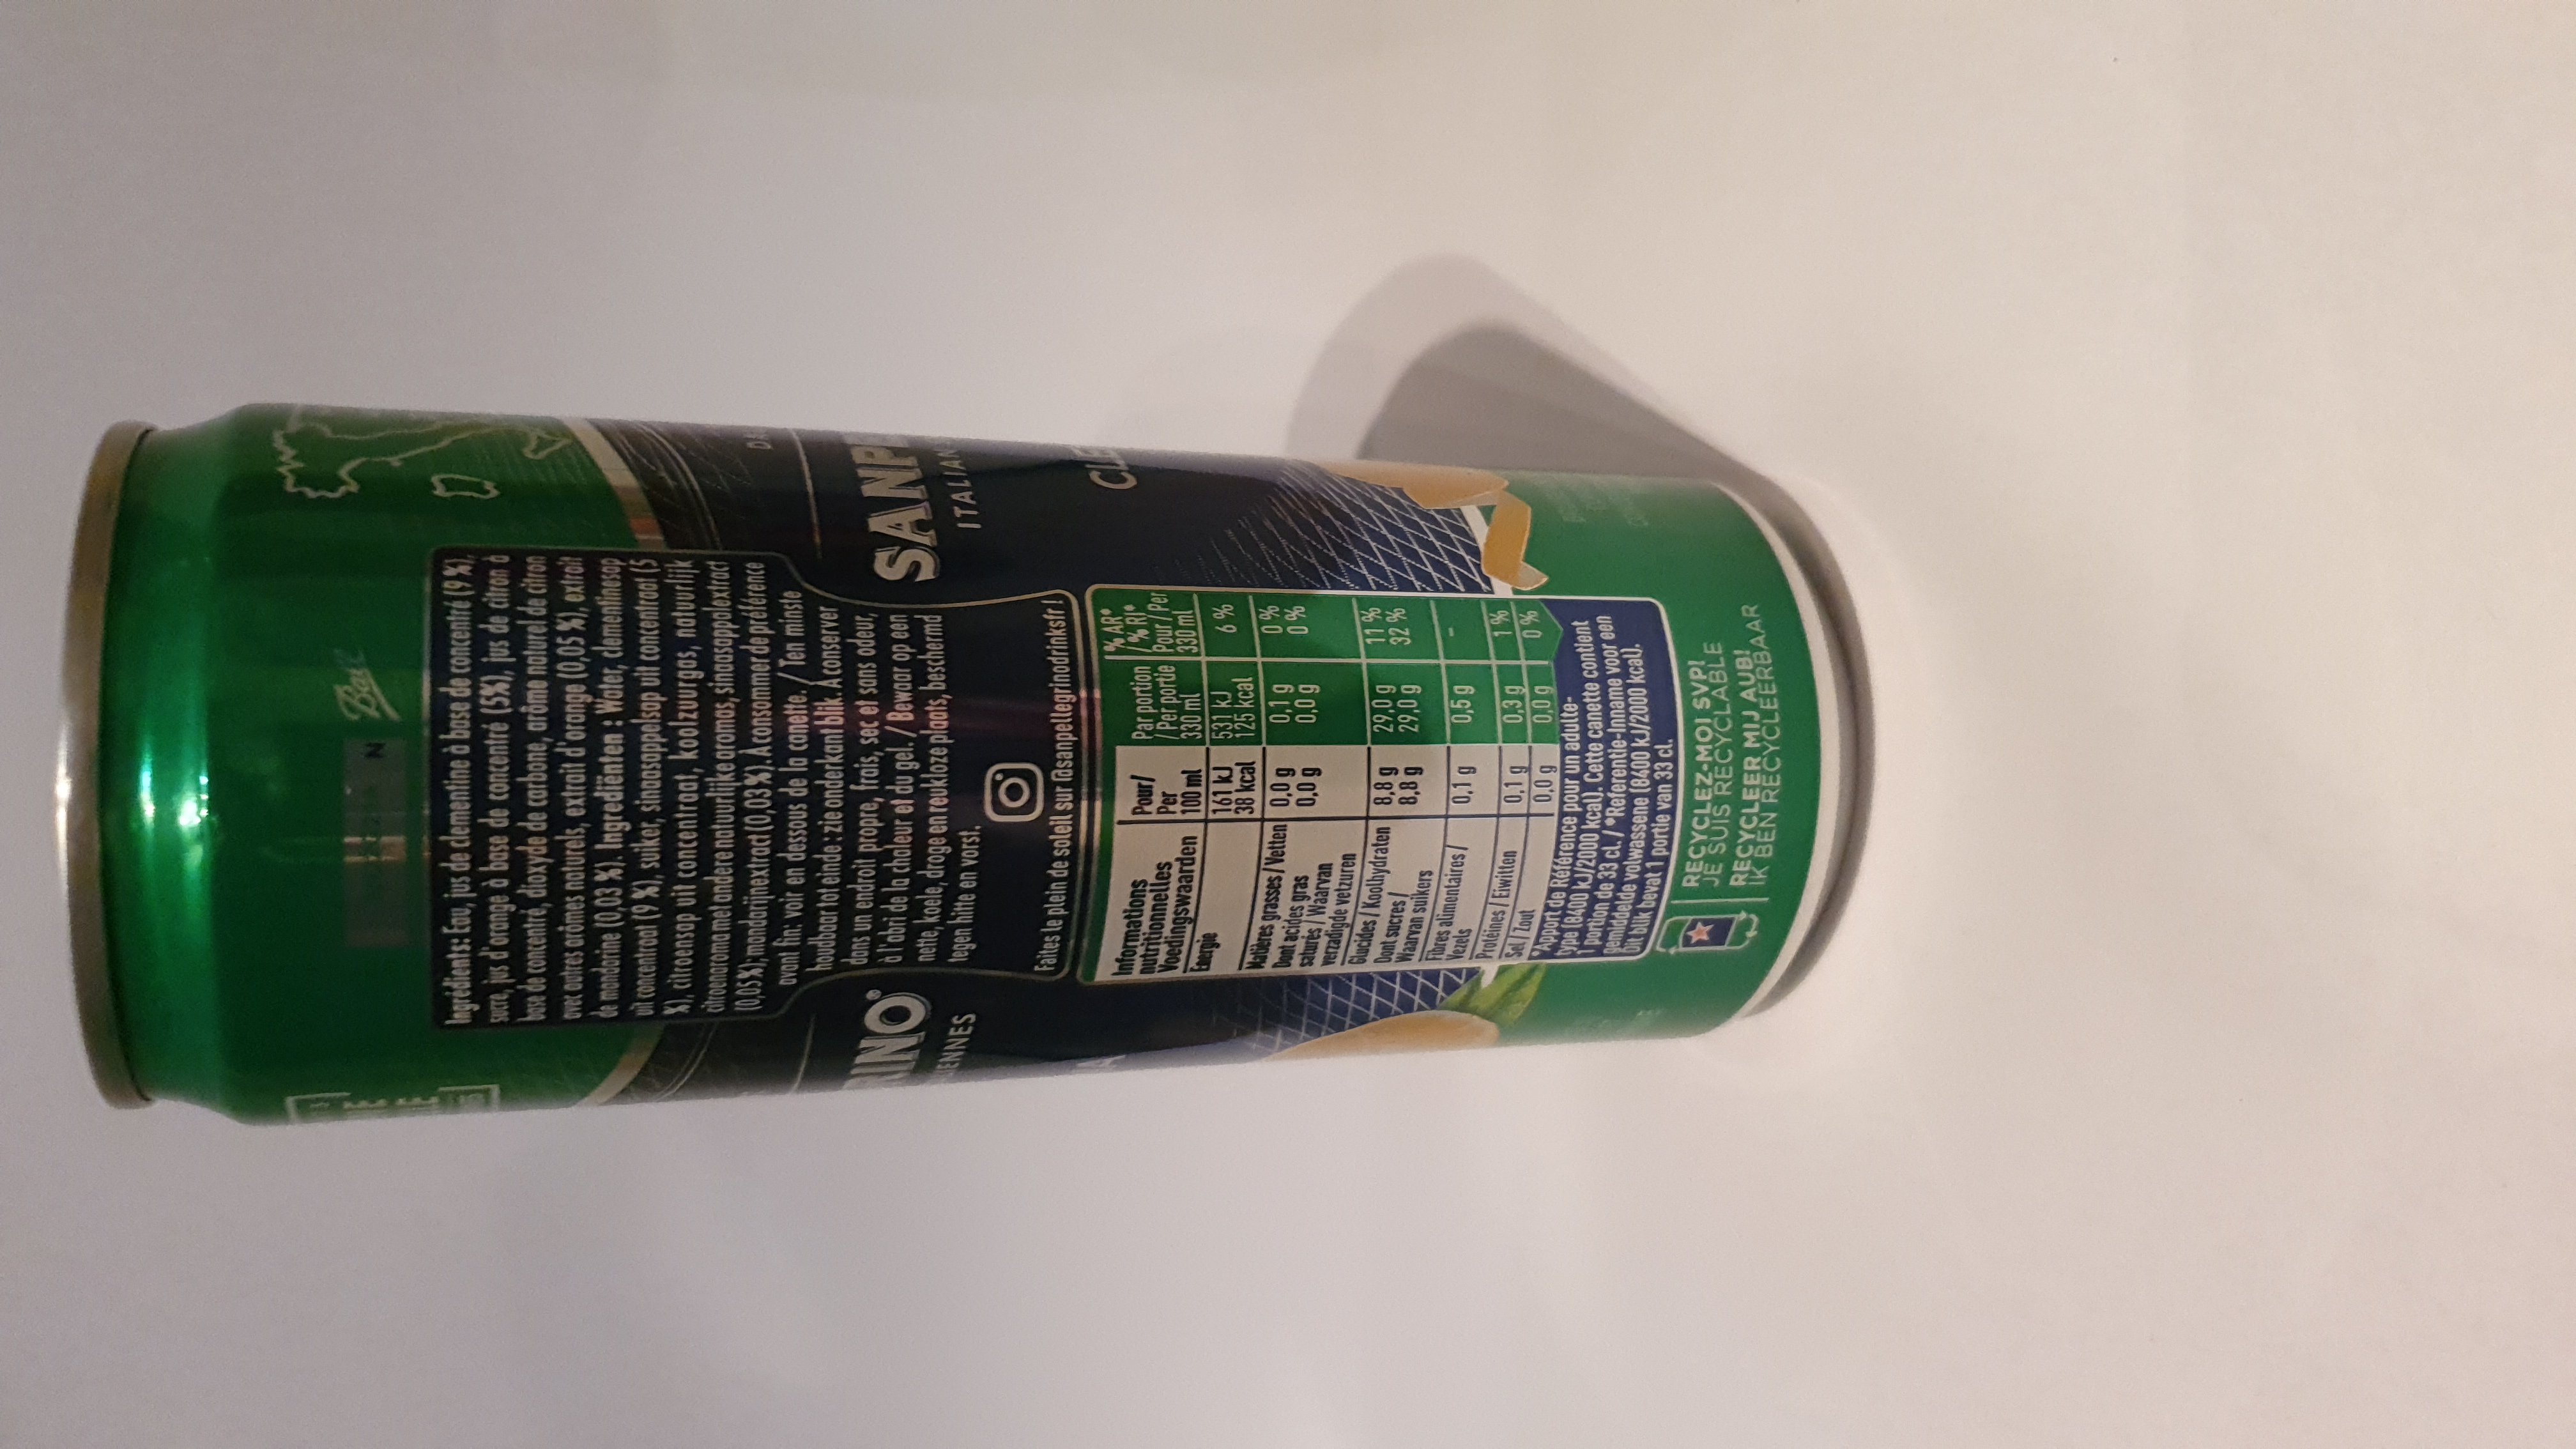 Ball
N
Ingrédients: Eau, jus de clementine à base de concentré (9 %),
sucre, jus d'orange à base de concentré (5%), jus de citron à
base de concentré, dioxyde de carbone, arôme naturel de citron
avec autres arômes naturels, extrait d'orange (0,05 %), extrait
de mandarine (0,03 %). Ingrediënten : Water, clementinesap
uit concentraat (9 %), suiker, sinaasappelsap uit concentraat (5
%), citroensap uit concentraat, koolzuurgas, natuurlijk
citroenaroma met andere natuurlijke aromas, sinaasappalextract
(0,05%); mandarijnextract (0,03%). À consommer de préférence
avant fin: voir en dessous de la canette. / Ten minste
houdbaar tot einde : zie onderkant blik. À conserver
dans un endroit propre, frais, sec et sans odeur,
à l'abri de la chaleur et du gel. / Bewaar op een
nette, koele, droge en reukloze plaats, beschermd
tegen hitte en vorst.
Faites le plein de soleil sur @sanpellegrinodrinksfr !
RINO®
IENNES
A
SANPE
ITALIAN
CLE
DA
Informations
nutritionnelles
Voedingswaarden
Pour/
Per
100 ml
Par portion
/ Per portie
330 ml
% AR*
/ % RI*
Pour / Per
330 ml
Energie
161 kJ 531 kJ 6 %
38 kcal 125 kcal
Matières grasses / Vetten 0,0 g 0,1 g 0 %
Dont acides gras 0,0 g 0,0 g 0 %
saturés / Waarvan
verzadigde vetzuren
Glucides / Koolhydraten 8,8 g 29,0 g 11 %
Dont sucres / 8,8 g 29,0 g 32 %
Waarvan suikers
Fibres alimentaires / 0,1 g 0,5 g -
Vezels
Protéines / Eiwitten 0,1 g 0,3 g 1 %
Sel / Zout 0,0 g 0,0 g 0 %
*Apport de Référence pour un adulte-
type (8400 kJ/2000 kcal). Cette canette contient
1 portion de 33 cl. / *Referentie-Inname voor een
gemiddelde volwassene (8400 kJ/2000 kcal).
Dit blik bevat 1 portie van 33 cl.
RECYCLEZ-MOI SVP!
JE SUIS RECYCLABLE
RECYCLEER MIJ AUB!
IK BEN RECYCLEERBAAR